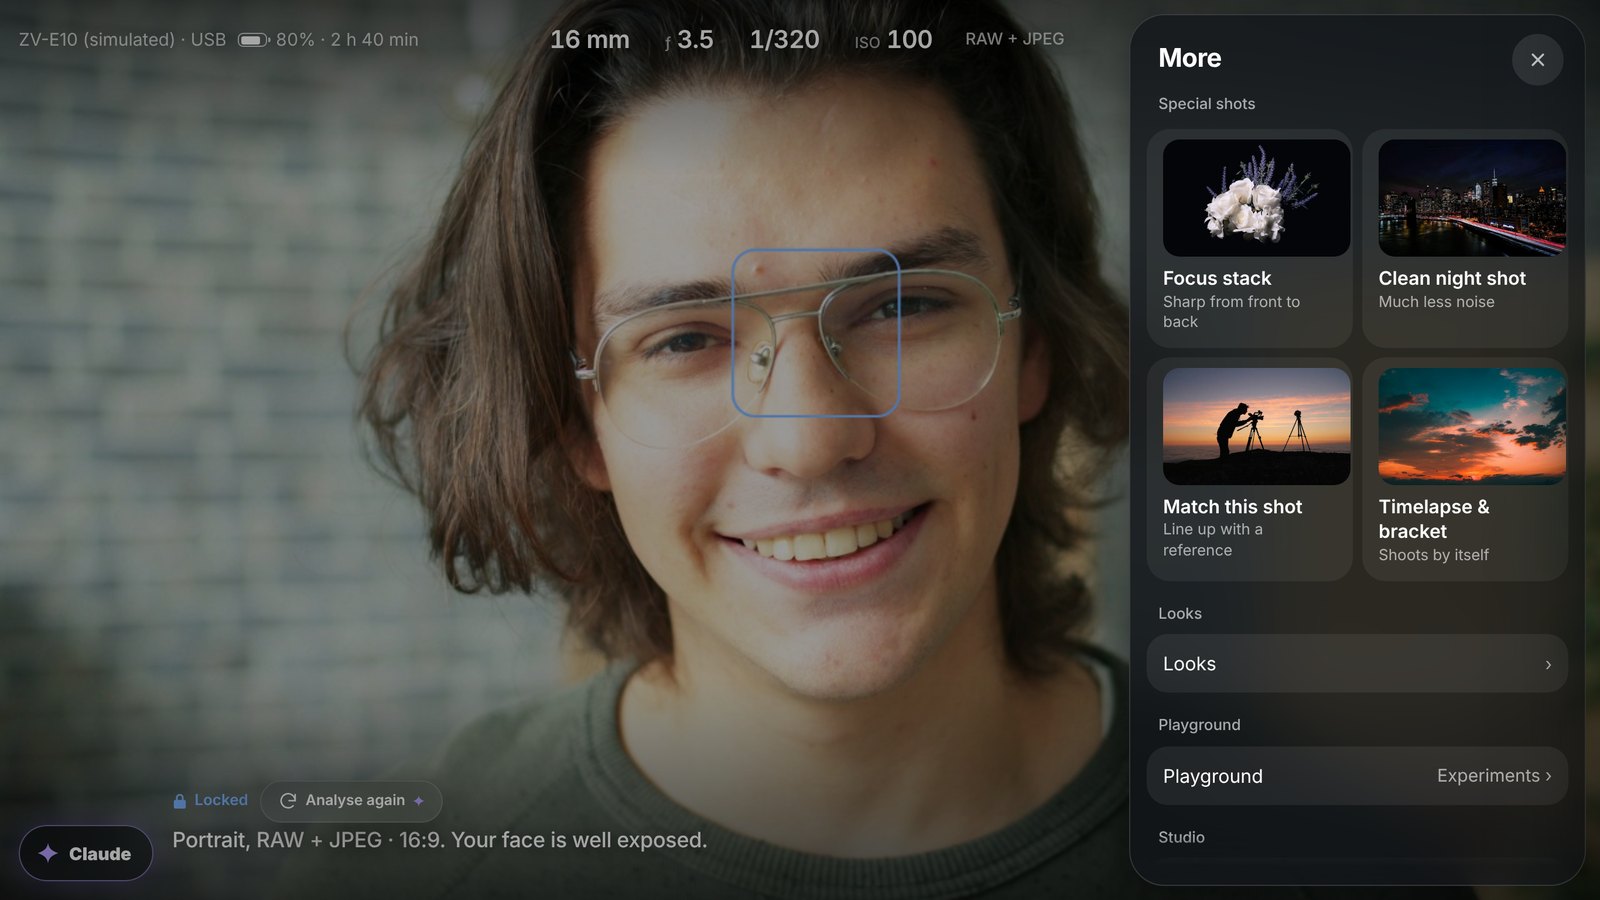 ZV-E10 (simulated) · USB 80% · 2 h 40 min
16 mm ƒ 3.5 1/320 ISO 100 RAW + JPEG
More
Special shots
Focus stack
Sharp from front to
back
Clean night shot
Much less noise
Match this shot
Line up with a
reference
Timelapse &
bracket
Shoots by itself
Looks
Looks
Playground
Playground Experiments
Studio
Locked
Analyse again
Claude
Portrait, RAW + JPEG · 16:9. Your face is well exposed.